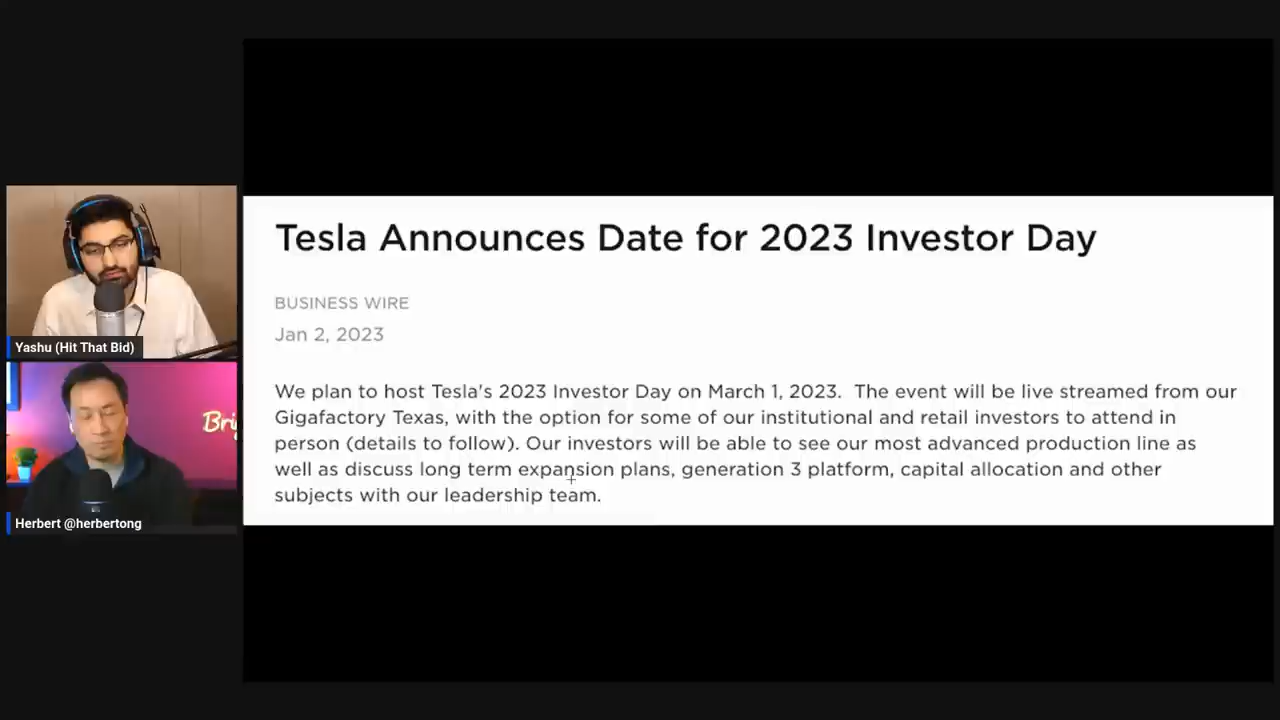 Tesla Announces Date for 2023 Investor Day
BUSINESS WIRE
Jan 2, 2023
We plan to host Tesla's 2023 Investor Day on March 1, 2023. The event will be live streamed from our
Gigafactory Texas, with the option for some of our institutional and retail investors to attend in
person (details to follow). Our investors will be able to see our most advanced production line as
well as discuss long term expansion plans, generation 3 platform, capital allocation and other
subjects with our leadership team.
Yashu (Hit That Bid)
Herbert @herbertong